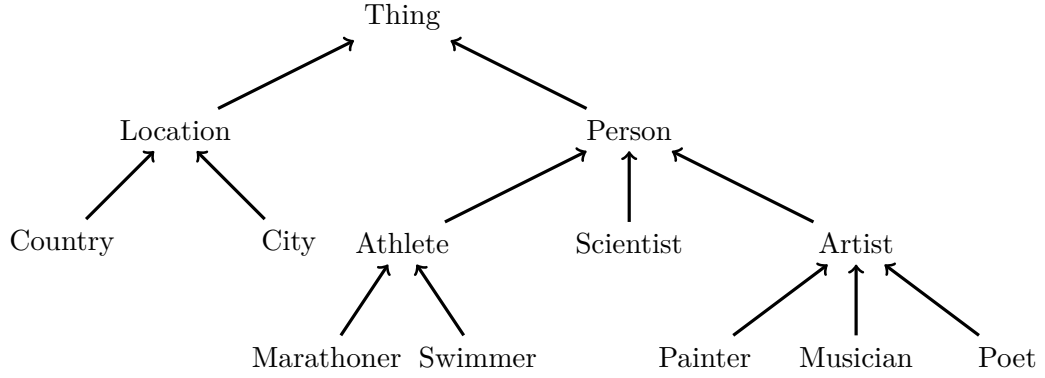 Thing
Location Person
Country City Athlete Scientist Artist
Marathoner Swimmer Painter Musician Poet